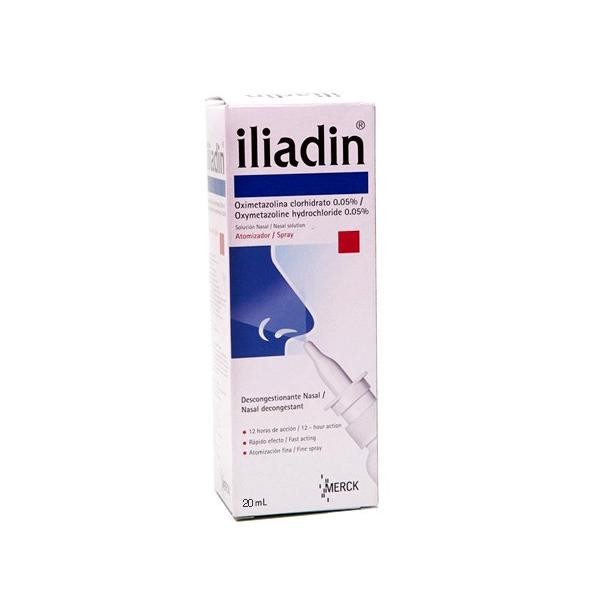 iliadin®
Oximetazolina clorhidrato 0.05% /
Oxymetazoline hydrochloride 0.05%
Solución Nasal / Nasal solution
Atomizador / Spray
Descongestionante Nasal /
Nasal decongestant
• 12 horas de acción / 12 - hour action
• Rápido efecto / Fast acting
• Atomización fina / Fine spray
MERCK
20 mL